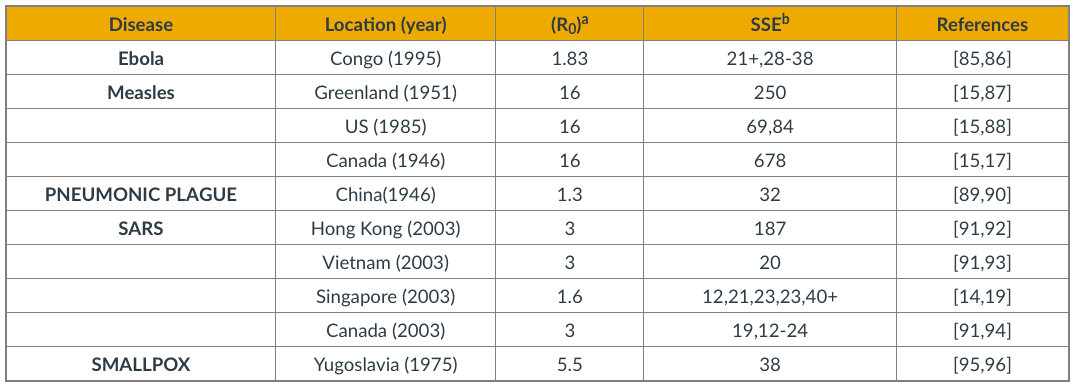 Disease Location (year) (R0)a SSEb References
Ebola Congo (1995) 1.83 21+,28-38 [85,86]
Measles Greenland (1951) 16 250 [15,87]
US (1985) 16 69,84 [15,88]
Canada (1946) 16 678 [15,17]
PNEUMONIC PLAGUE China(1946) 1.3 32 [89,90]
SARS Hong Kong (2003) 3 187 [91,92]
Vietnam (2003) 3 20 [91,93]
Singapore (2003) 1.6 12,21,23,23,40+ [14,19]
Canada (2003) 3 19,12-24 [91,94]
SMALLPOX Yugoslavia (1975) 5.5 38 [95,96]